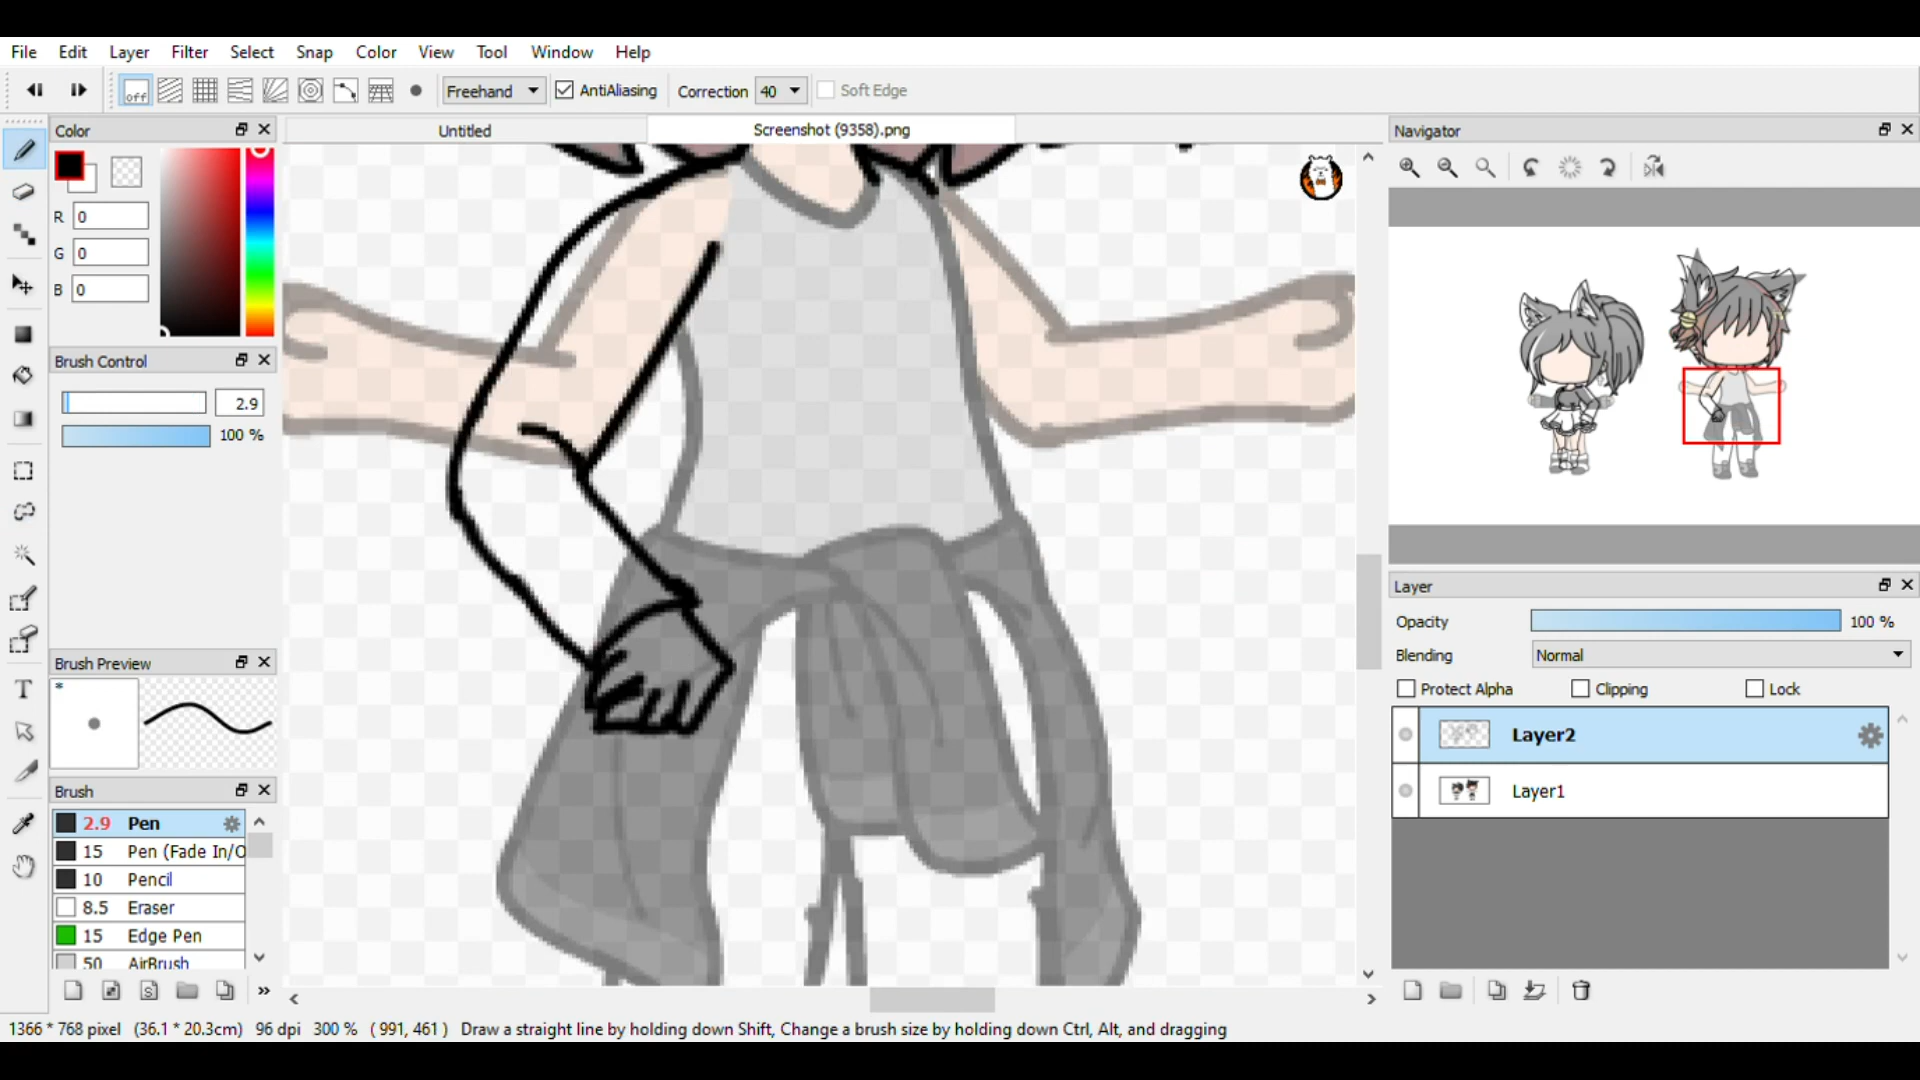 File Edit Layer Filter Select Snap Color View Tool Window Help
off Freehand AntiAliasing Correction 40 Soft Edge
Color
R 0
G 0
B 0
Brush Control
2.9
100 %
Brush Preview
*
Brush
2.9 Pen
15 Pen (Fade In/O
10 Pencil
8.5 Eraser
15 Edge Pen
50 AirBrush
Untitled Screenshot (9358).png
Navigator
Layer
Opacity 100 %
Blending Normal
Protect Alpha Clipping Lock
Layer2
Layer1
1366 * 768 pixel (36.1 * 20.3cm) 96 dpi 300 % ( 991, 461 ) Draw a straight line by holding down Shift, Change a brush size by holding down Ctrl, Alt, and dragging